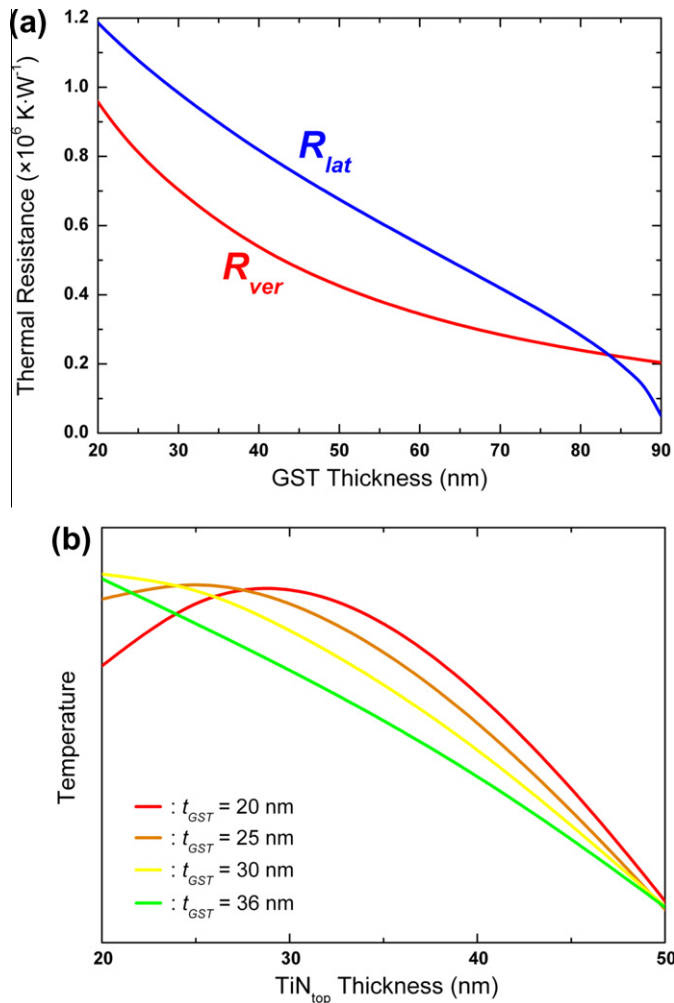 (a)
1.2
1.0
0.8
0.6
0.4
0.2
0.0
Thermal Resistance (×10⁶ K·W⁻¹)
R_lat
R_ver
20 30 40 50 60 70 80 90
GST Thickness (nm)
(b)
Temperature
: t_GST = 20 nm
: t_GST = 25 nm
: t_GST = 30 nm
: t_GST = 36 nm
20 30 40 50
TiN_top Thickness (nm)